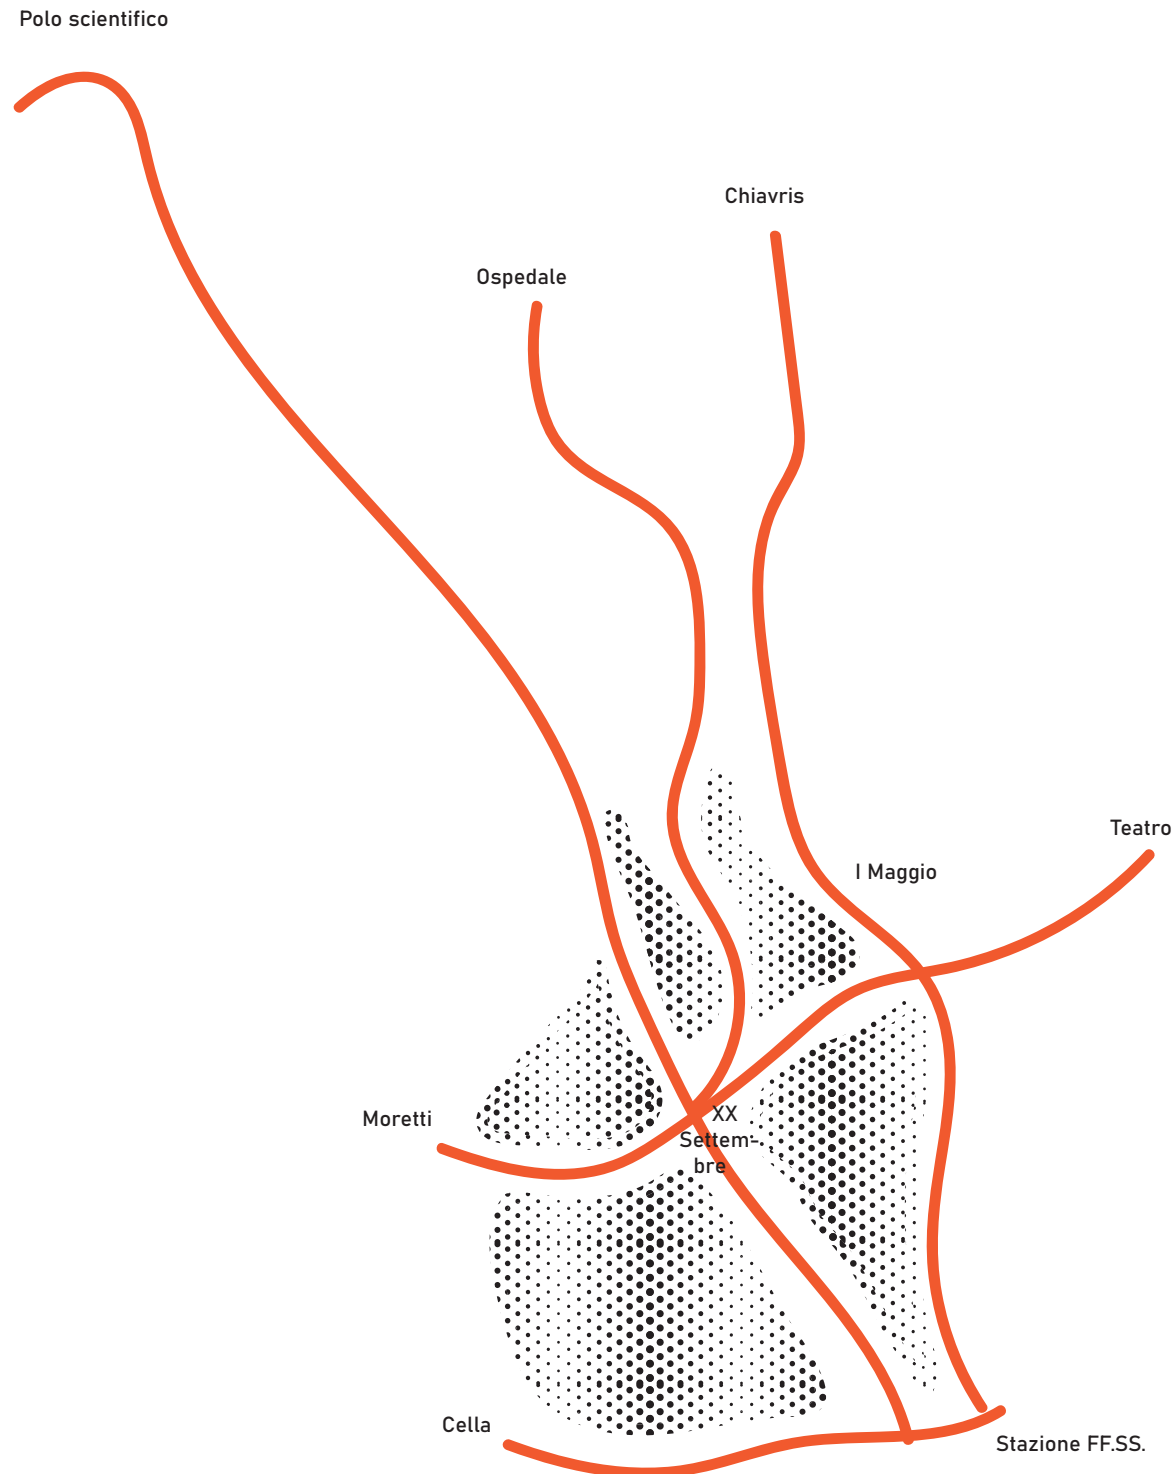 Polo scientifico
Chiavris
Ospedale
Teatro
I Maggio
Moretti
XX
Settem-
bre
Cella
Stazione FF.SS.